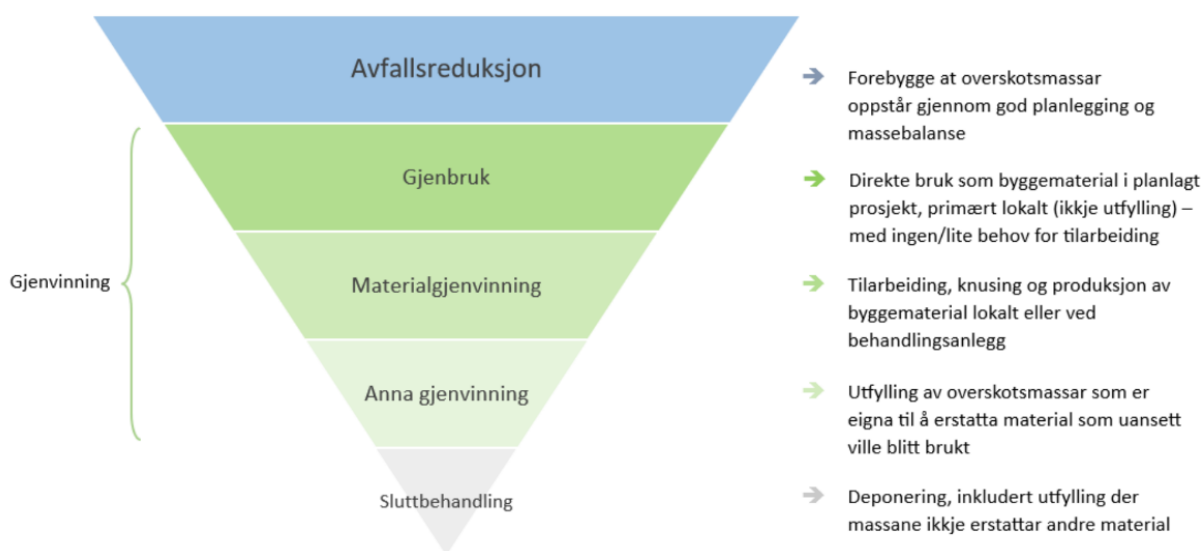 Avfallsreduksjon
Forebygge at overskotsmassar
oppstår gjennom god planlegging og
massebalanse
Gjenbruk
Direkte bruk som byggemateriale i planlagt
prosjekt, primært lokalt (ikkje utfylling) –
med ingen/lite behov for tilarbeiding
Gjenvinning
Materialgjenvinning
Tilarbeiding, knusing og produksjon av
byggematerial lokalt eller ved
behandlingsanlegg
Anna gjenvinning
Utfylling av overskotsmassar som er
eigna til å erstatta material som uansett
ville blitt brukt
Sluttbehandling
Deponering, inkludert utfylling der
massane ikkje erstattar andre material